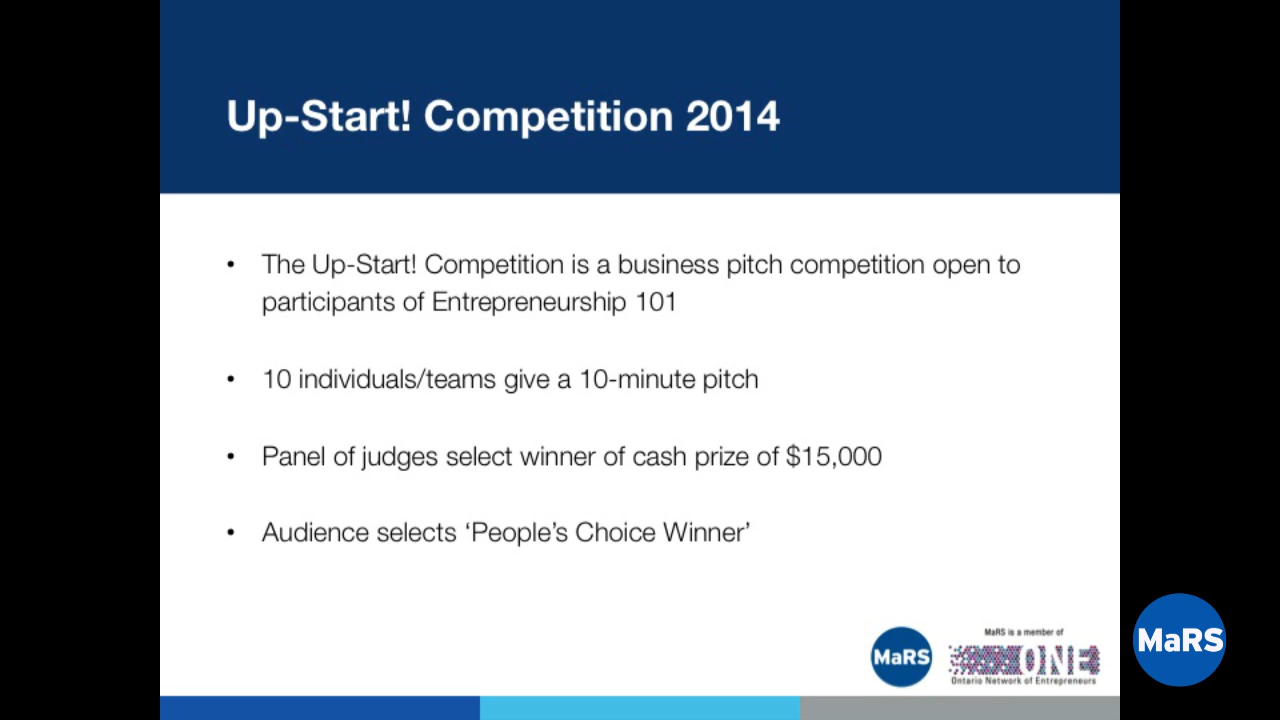 Up-Start! Competition 2014
• The Up-Start! Competition is a business pitch competition open to
participants of Entrepreneurship 101
• 10 individuals/teams give a 10-minute pitch
• Panel of judges select winner of cash prize of $15,000
• Audience selects ‘People’s Choice Winner’
MaRS is a member of
MaRS
ONE
Ontario Network of Entrepreneurs
MaRS